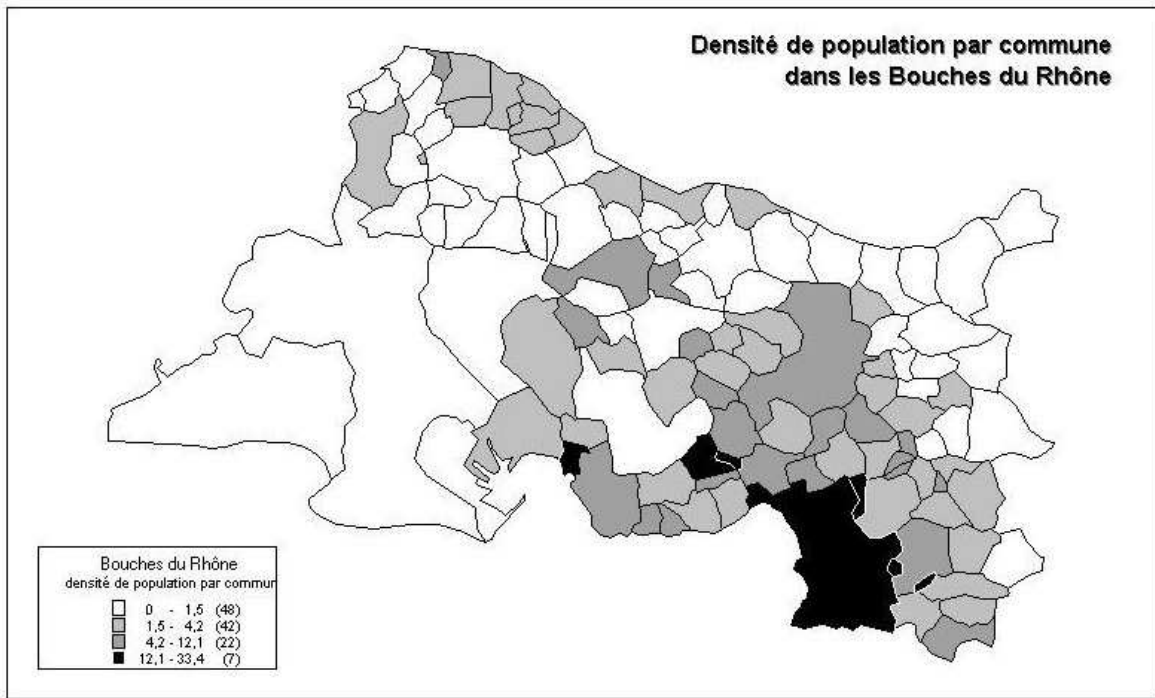 Densité de population par commune
dans les Bouches du Rhône
Bouches du Rhône
densité de population par commun
0 - 1,5 (48)
1,5 - 4,2 (42)
4,2 - 12,1 (22)
12,1 - 33,4 (7)